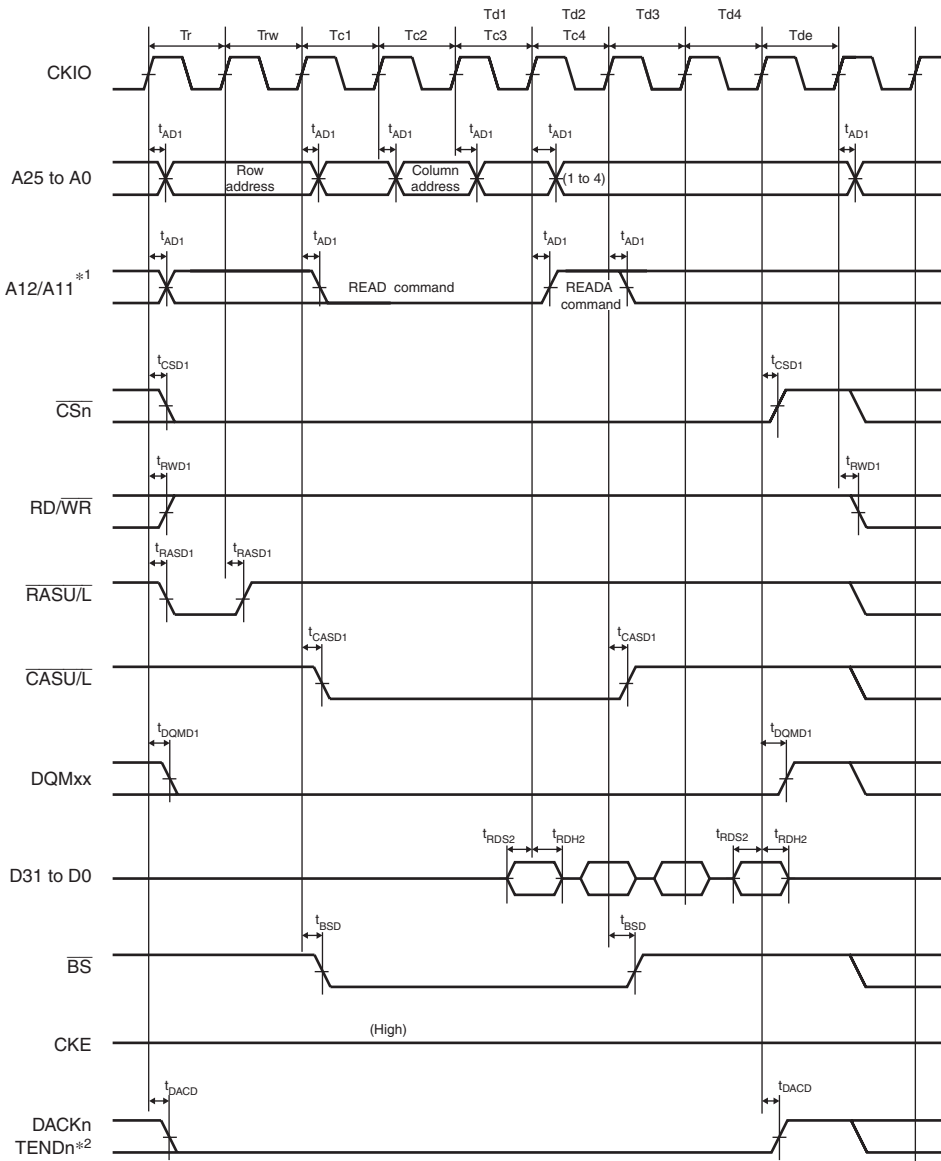 Td1 Td2 Td3 Td4
Tr Trw Tc1 Tc2 Tc3 Tc4 Tde
CKIO
tAD1 tAD1 tAD1 tAD1 tAD1 tAD1
A25 to A0
Row address
Column address
(1 to 4)
tAD1 tAD1 tAD1 tAD1
A12/A11*1
READ command
READA command
tCSD1 tCSD1
CSn
tRWD1 tRWD1
RD/WR
tRASD1 tRASD1
RASU/L
tCASD1 tCASD1
CASU/L
tDQMD1 tDQMD1
DQMxx
tRDS2 tRDH2 tRDS2 tRDH2
D31 to D0
tBSD tBSD
BS
(High)
CKE
tDACD tDACD
DACKn
TENDn*2